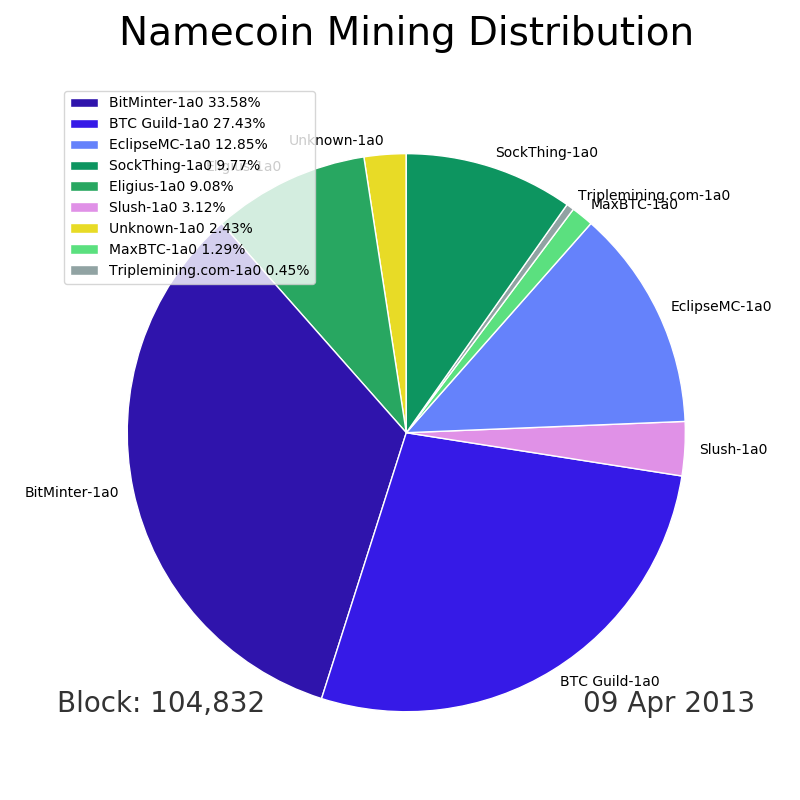 Namecoin Mining Distribution
BitMinter-1a0 33.58%
BTC Guild-1a0 27.43%
EclipseMC-1a0 12.85%
SockThing-1a0 9.77%
Eligius-1a0 9.08%
Slush-1a0 3.12%
Unknown-1a0 2.43%
MaxBTC-1a0 1.29%
Triplemining.com-1a0 0.45%
Unknown-1a0
Eligius-1a0
SockThing-1a0
Triplemining.com-1a0
MaxBTC-1a0
EclipseMC-1a0
Slush-1a0
BitMinter-1a0
BTC Guild-1a0
Block: 104,832
09 Apr 2013